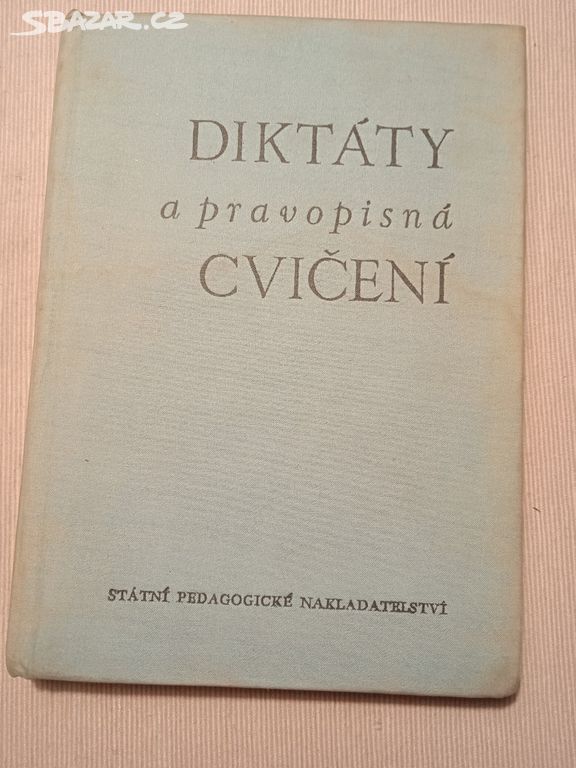 SBAZAR.CZ
DIKTÁTY
a pravopisná
CVIČENÍ
STÁTNÍ PEDAGOGICKÉ NAKLADATELSTVÍ